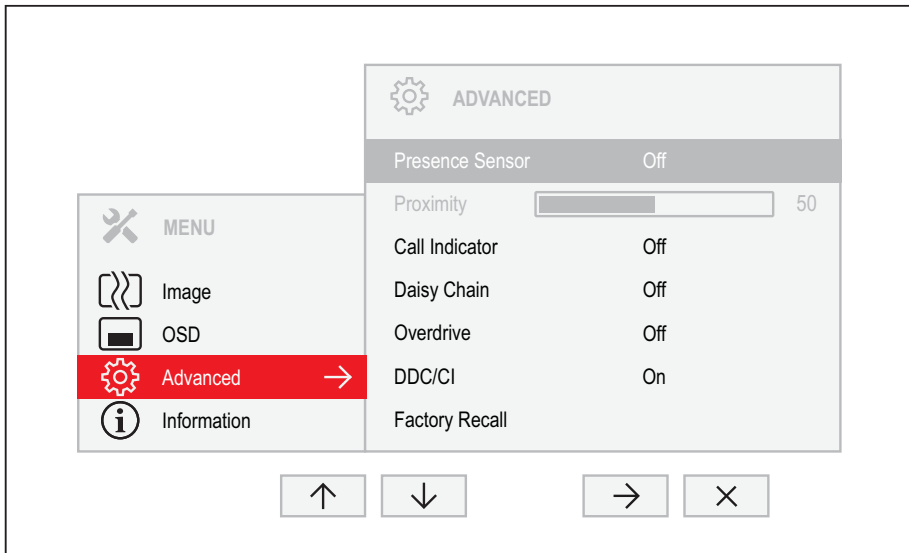 MENU
Image
OSD
Advanced
Information
ADVANCED
Presence Sensor Off
Proximity 50
Call Indicator Off
Daisy Chain Off
Overdrive Off
DDC/CI On
Factory Recall